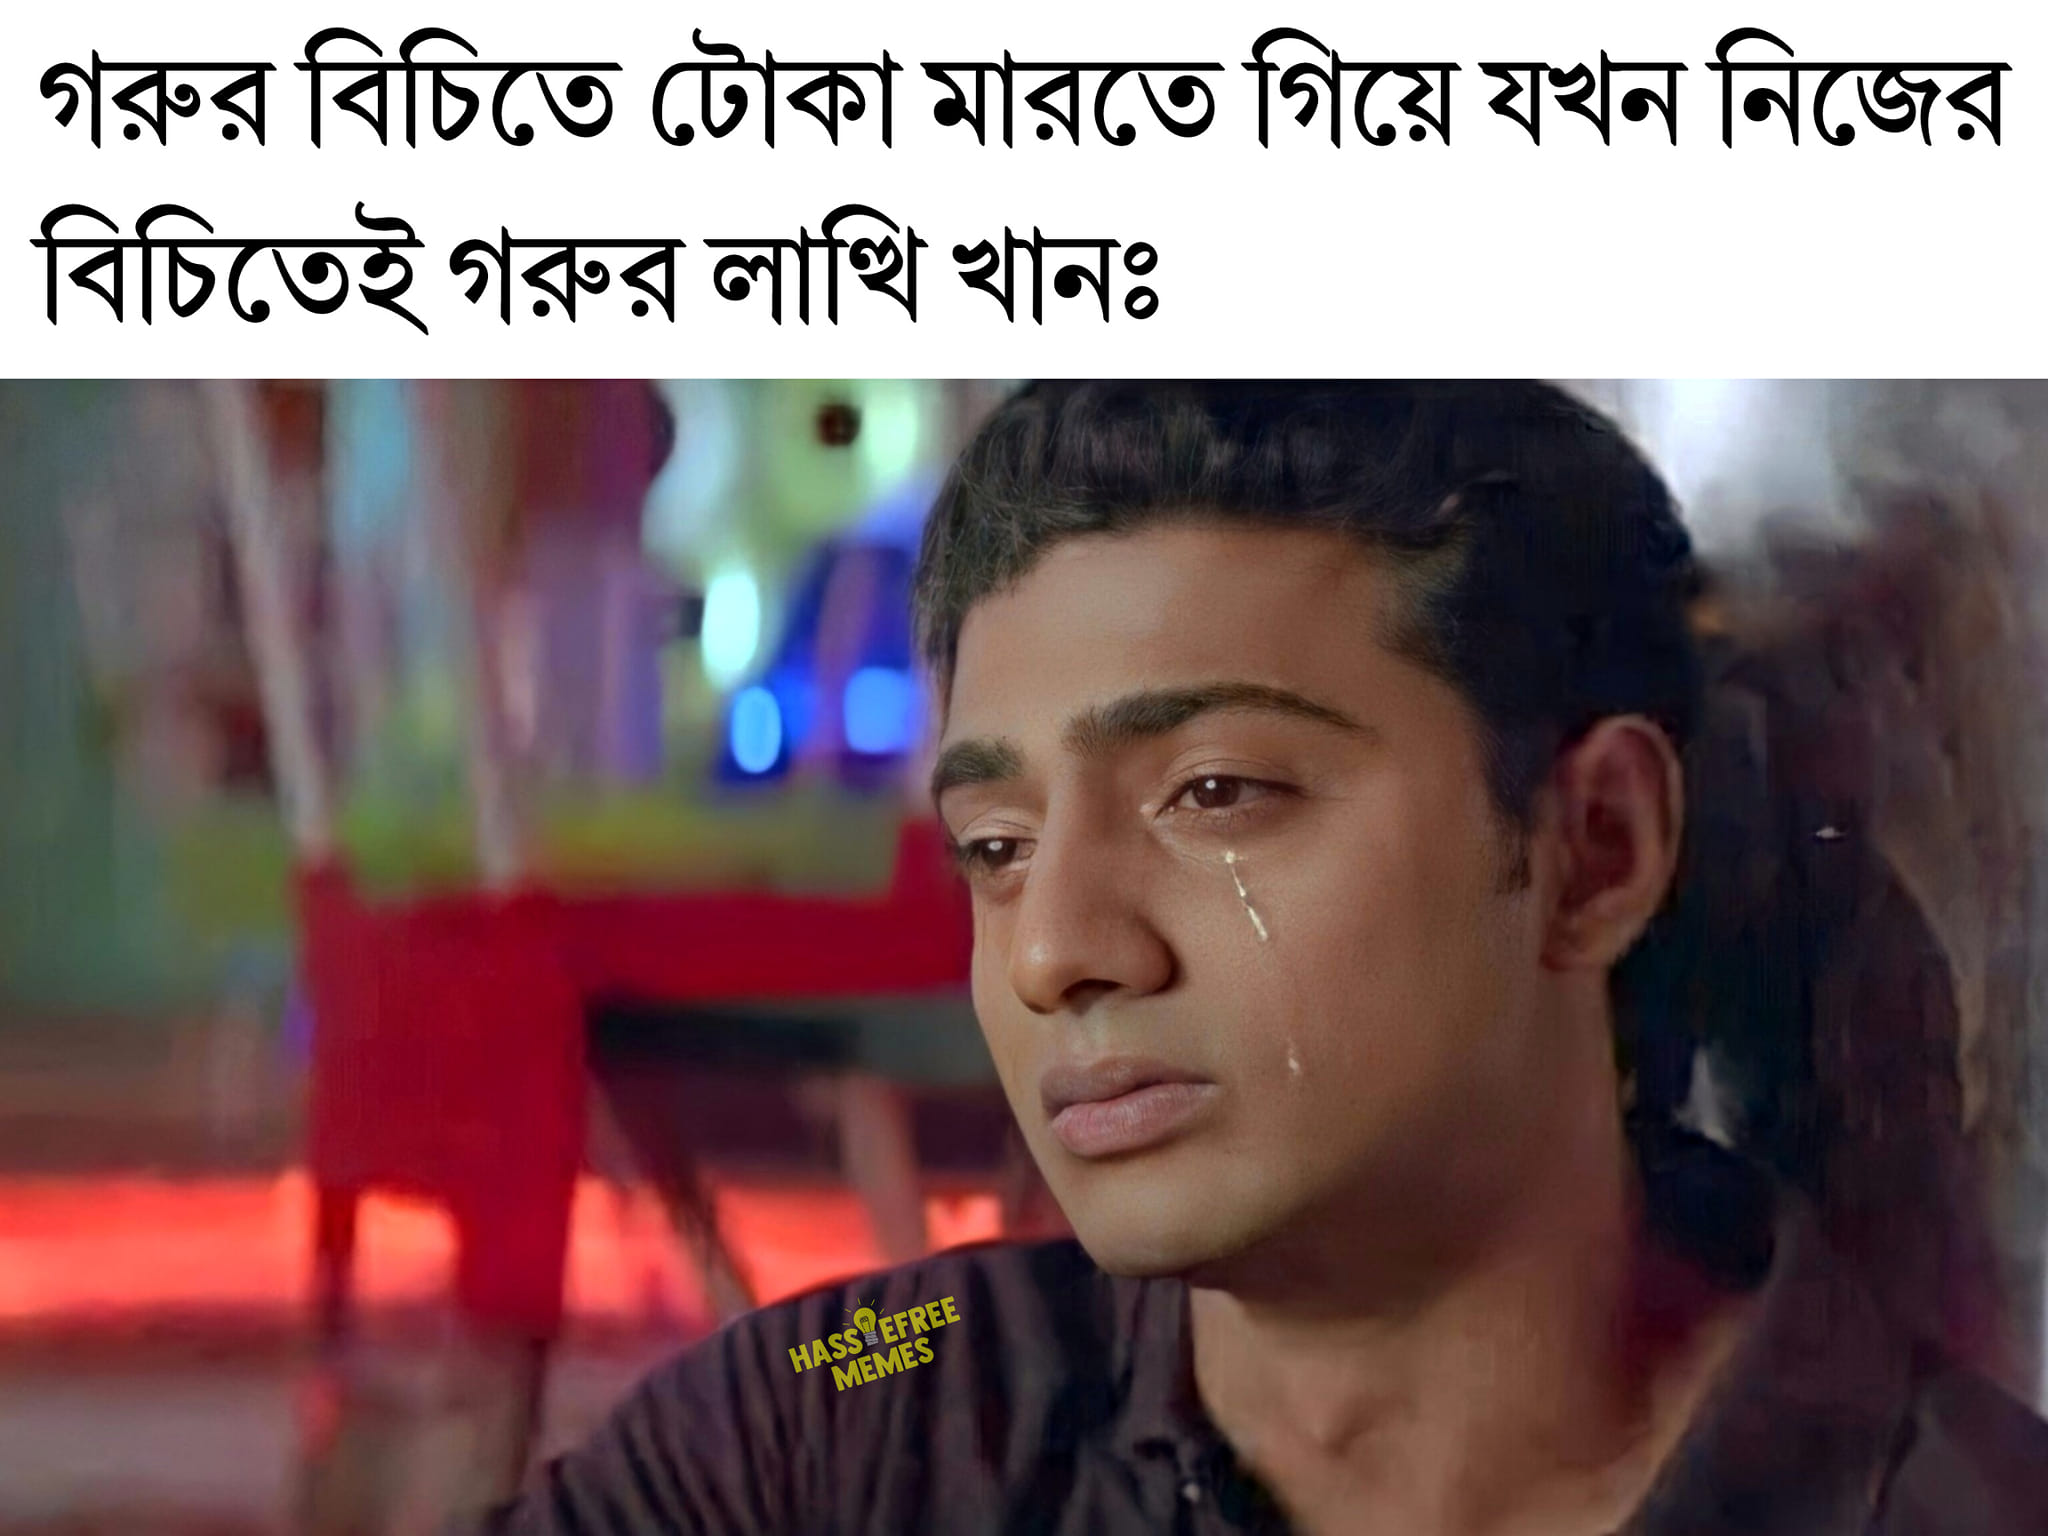 গরুর বিচিতে টোকা মারতে গিয়ে যখন নিজের
বিচিতেই গরুর লাত্থি খানঃ
HASSLEFREE
MEMES